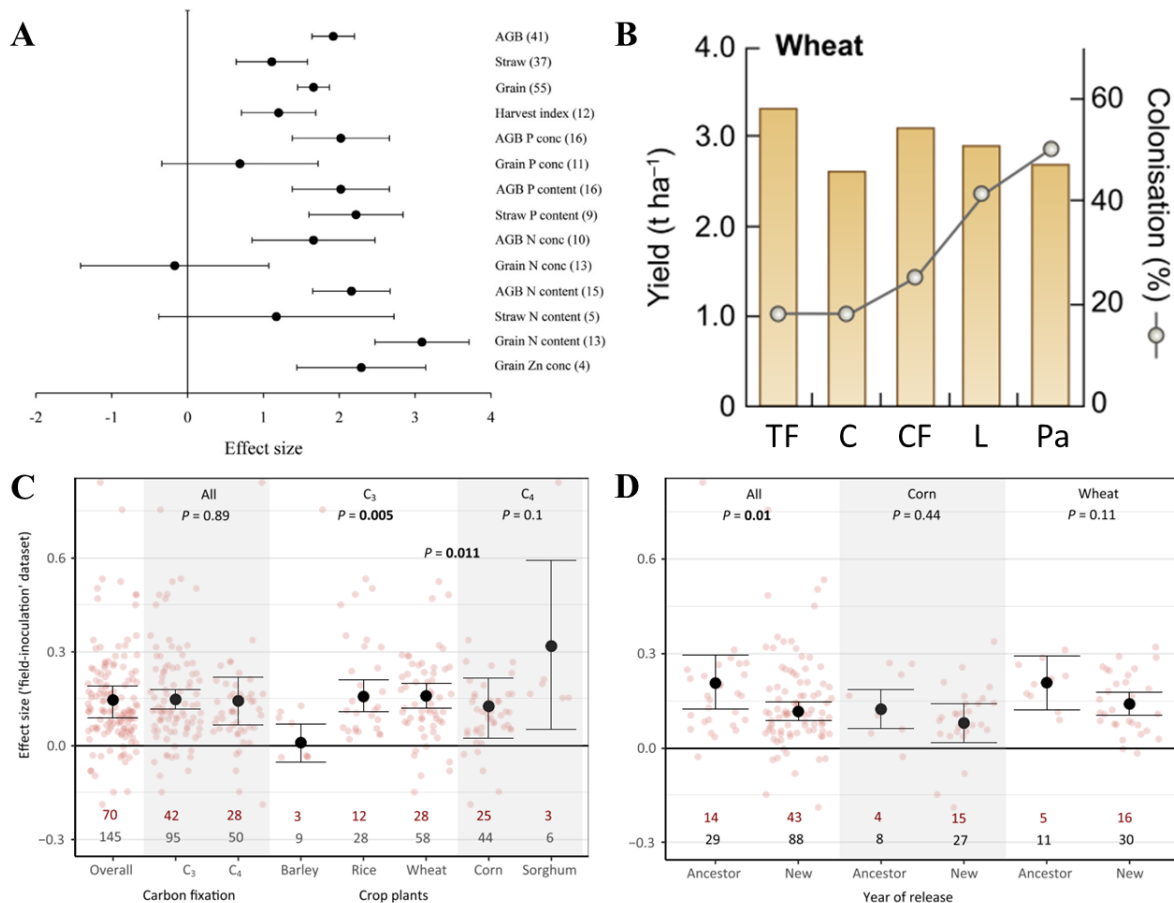 A
AGB (41)
Straw (37)
Grain (55)
Harvest index (12)
AGB P conc (16)
Grain P conc (11)
AGB P content (16)
Straw P content (9)
AGB N conc (10)
Grain N conc (13)
AGB N content (15)
Straw N content (5)
Grain N content (13)
Grain Zn conc (4)
-2 -1 0 1 2 3 4
Effect size
B
Wheat
Yield (t ha⁻¹)
4.0
3.0
2.0
1.0
0
60
40
20
0
Colonisation (%)
TF C CF L Pa
C
All C₃ C₄
P = 0.89 P = 0.005 P = 0.1
P = 0.011
Effect size ('field-inoculation' dataset)
0.6
0.3
0.0
−0.3
70 42 28 3 12 28 25 3
145 95 50 9 28 58 44 6
Overall C₃ C₄ Barley Rice Wheat Corn Sorghum
Carbon fixation Crop plants
D
All Corn Wheat
P = 0.01 P = 0.44 P = 0.11
0.6
0.3
0.0
−0.3
14 43 4 15 5 16
29 88 8 27 11 30
Ancestor New Ancestor New Ancestor New
Year of release